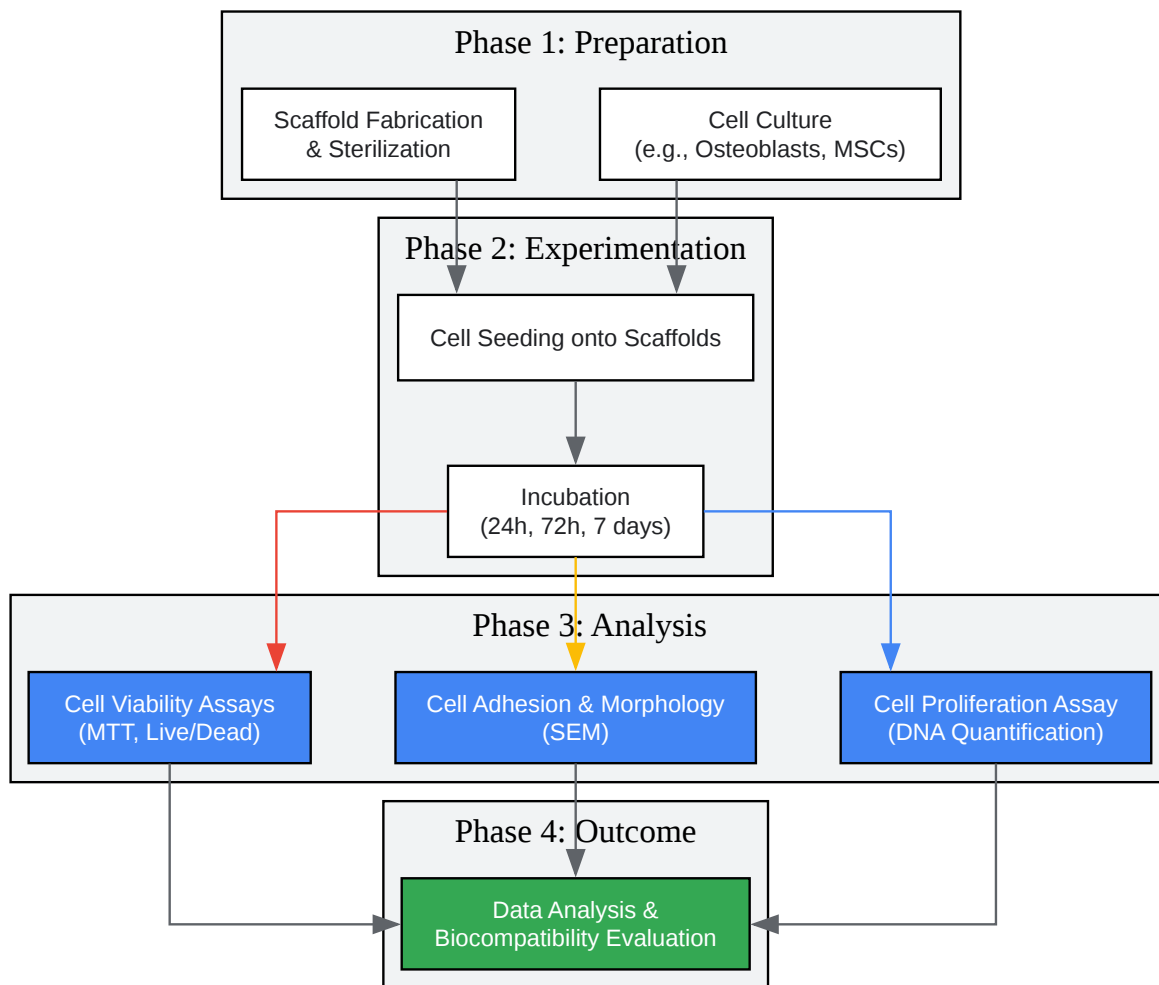 Phase 1: Preparation
Scaffold Fabrication
& Sterilization
Cell Culture
(e.g., Osteoblasts, MSCs)
Phase 2: Experimentation
Cell Seeding onto Scaffolds
Incubation
(24h, 72h, 7 days)
Phase 3: Analysis
Cell Viability Assays
(MTT, Live/Dead)
Cell Adhesion & Morphology
(SEM)
Cell Proliferation Assay
(DNA Quantification)
Phase 4: Outcome
Data Analysis &
Biocompatibility Evaluation